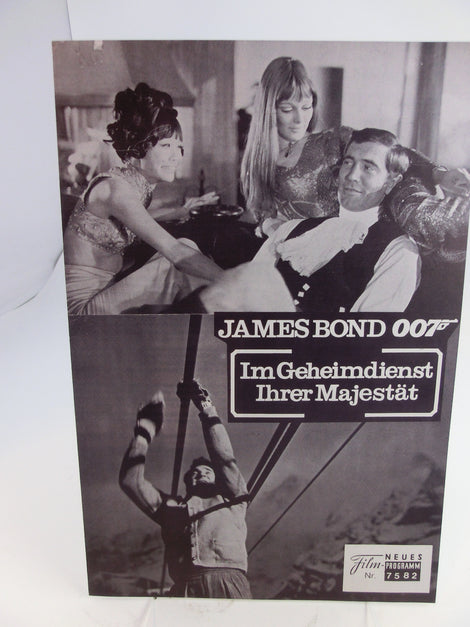 JAMES BOND 007
Im Geheimdienst
Ihrer Majestät
Film-
NEUES
PROGRAMM
Nr. 7582